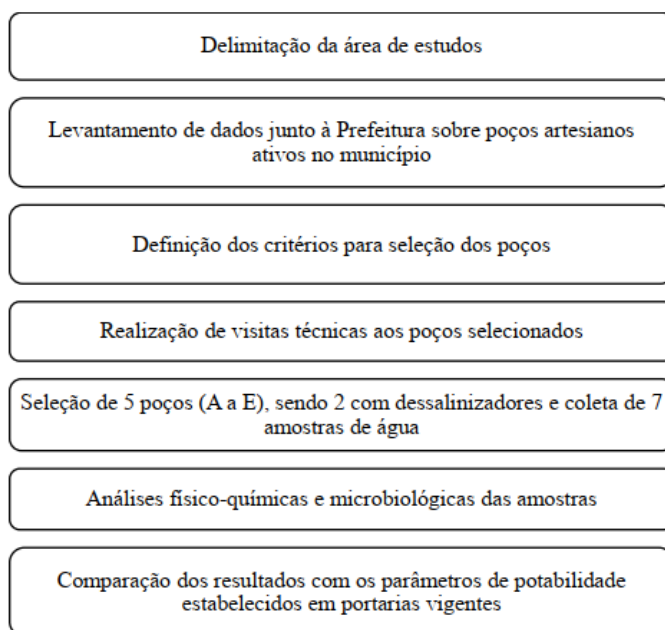 Delimitação da área de estudos
Levantamento de dados junto à Prefeitura sobre poços artesianos
ativos no município
Definição dos critérios para seleção dos poços
Realização de visitas técnicas aos poços selecionados
Seleção de 5 poços (A a E), sendo 2 com dessalinizadores e coleta de 7
amostras de água
Análises físico-químicas e microbiológicas das amostras
Comparação dos resultados com os parâmetros de potabilidade
estabelecidos em portarias vigentes